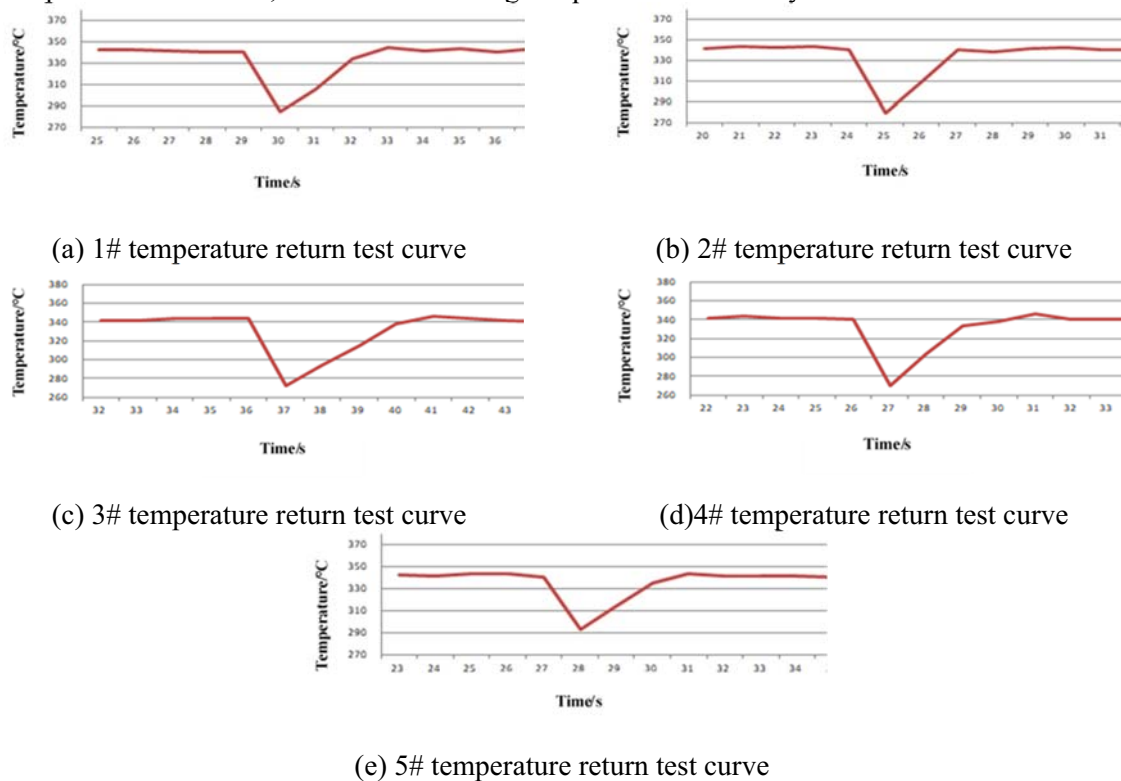 Temperature/°C
370
350
330
310
290
270
25 26 27 28 29 30 31 32 33 34 35 36
Time/s
(a) 1# temperature return test curve
Temperature/°C
370
350
330
310
290
270
20 21 22 23 24 25 26 27 28 29 30 31
Time/s
(b) 2# temperature return test curve
Temperature/°C
380
360
340
320
300
280
260
32 33 34 35 36 37 38 39 40 41 42 43
Time/s
(c) 3# temperature return test curve
Temperature/°C
380
360
340
320
300
280
260
22 23 24 25 26 27 28 29 30 31 32 33
Time/s
(d)4# temperature return test curve
Temperature/°C
370
350
330
310
290
270
23 24 25 26 27 28 29 30 31 32 33 34
Time/s
(e) 5# temperature return test curve